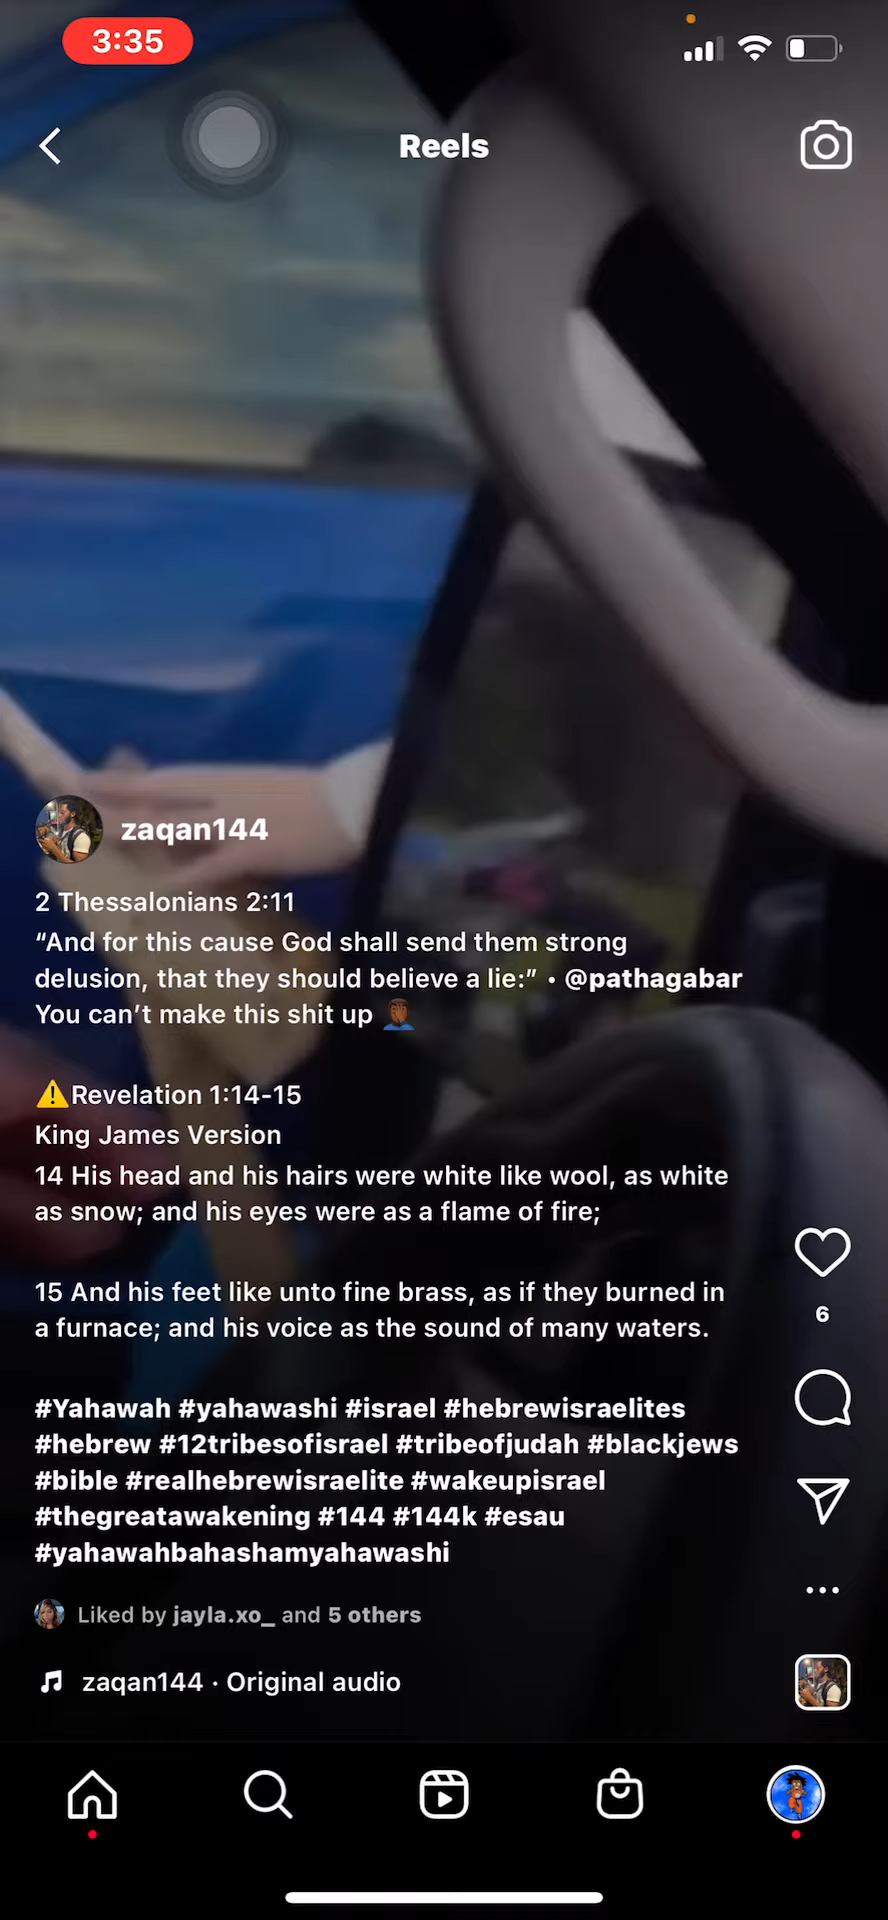 3:35
Reels
zaqan144
2 Thessalonians 2:11
“And for this cause God shall send them strong
delusion, that they should believe a lie:” • @pathagabar
You can’t make this shit up 🤦🏾‍♂️
⚠️Revelation 1:14-15
King James Version
14 His head and his hairs were white like wool, as white
as snow; and his eyes were as a flame of fire;
15 And his feet like unto fine brass, as if they burned in
a furnace; and his voice as the sound of many waters.
6
#Yahawah #yahawashi #israel #hebrewisraelites
#hebrew #12tribesofisrael #tribeofjudah #blackjews
#bible #realhebrewisraelite #wakeupisrael
#thegreatawakening #144 #144k #esau
#yahawahbahashamyahawashi
Liked by jayla.xo_ and 5 others
zaqan144 · Original audio